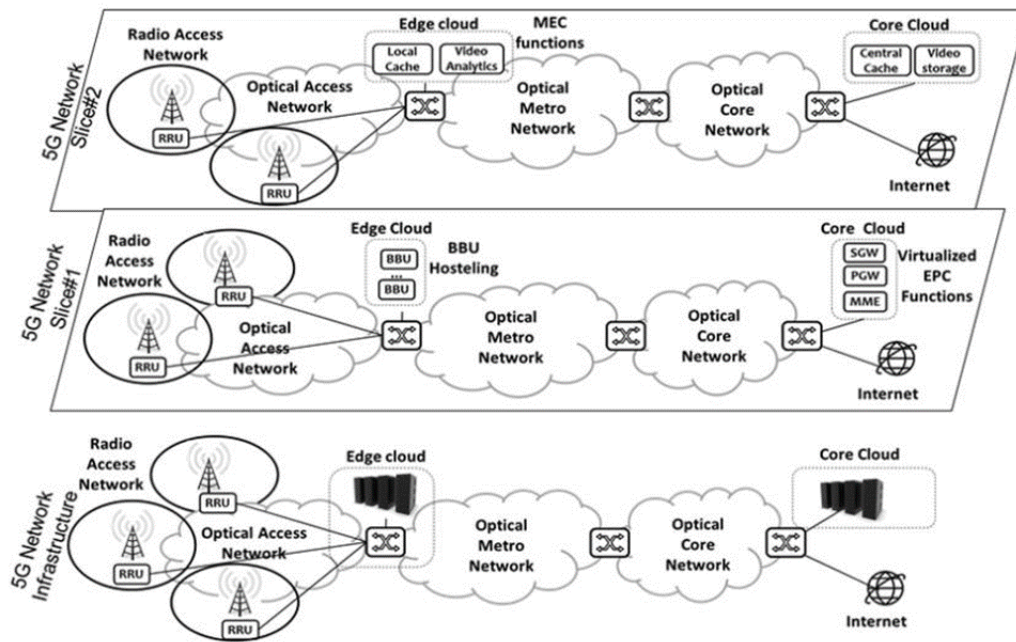 5G Network
Slice#2
Radio Access
Network
RRU
RRU
Optical Access
Network
Edge cloud
Local
Cache
Video
Analytics
MEC
functions
Optical
Metro
Network
Optical
Core
Network
Core Cloud
Central
Cache
Video
storage
Internet
5G Network
Slice#1
Radio
Access
Network
RRU
RRU
Optical
Access
Network
Edge Cloud
BBU
...
BBU
BBU
Hosteling
Optical
Metro
Network
Optical
Core
Network
Core Cloud
SGW
PGW
MME
Virtualized
EPC
Functions
Internet
5G Network
Infrastructure
Radio
Access
Network
RRU
RRU
RRU
Optical Access
Network
Edge cloud
Optical
Metro
Network
Optical
Core
Network
Core Cloud
Internet